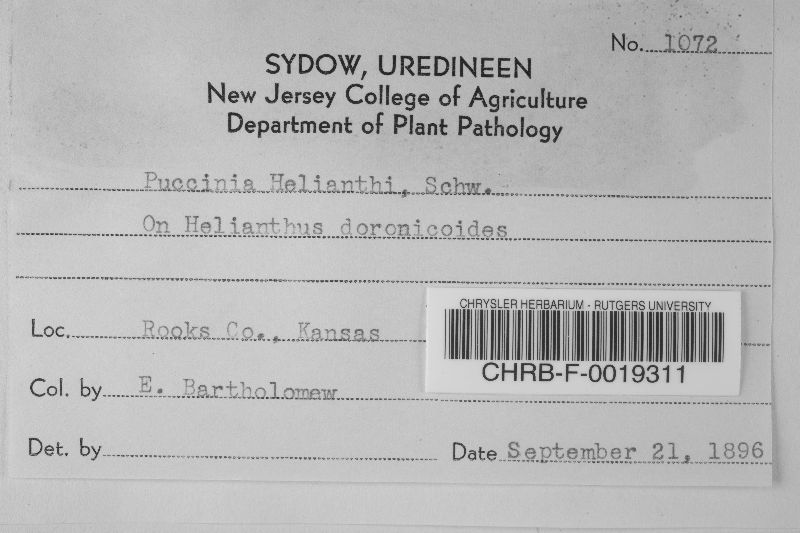 No. 1072
SYDOW, UREDINEEN
New Jersey College of Agriculture
Department of Plant Pathology
Puccinia Helianthi, Schw.
On Helianthus doronicoides
Loc. Rooks Co., Kansas
CHRYSLER HERBARIUM - RUTGERS UNIVERSITY
CHRB-F-0019311
Col. by E. Bartholomew
Det. by
Date September 21, 1896